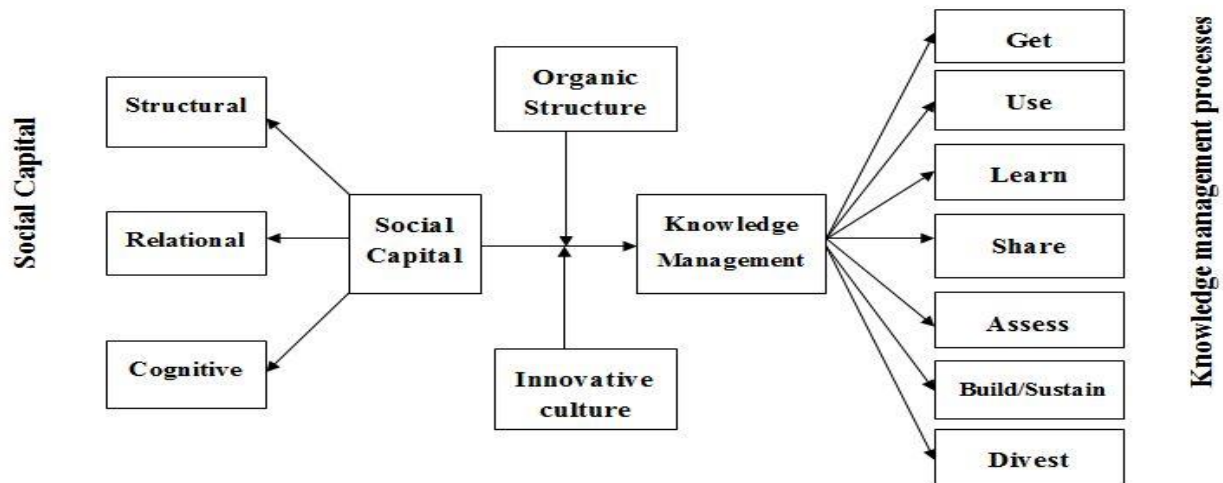 Social Capital
Structural
Relational
Cognitive
Social
Capital
Organic
Structure
Innovative
culture
Knowledge
Management
Get
Use
Learn
Share
Assess
Build/Sustain
Divest
Knowledge management processes